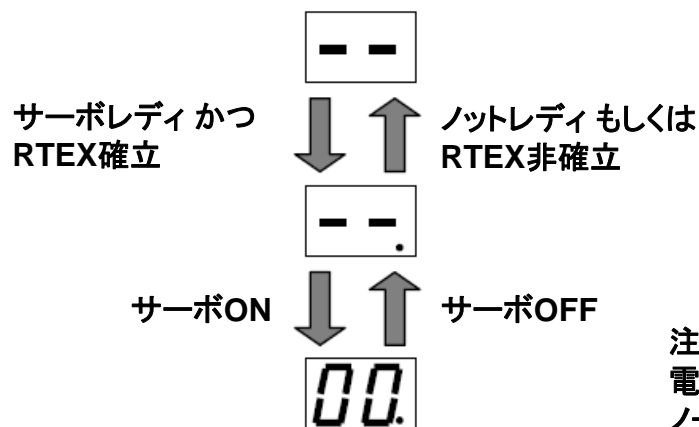 - -
サーボレディ かつ
RTEX確立
ノットレディ もしくは
RTEX非確立
- -.
サーボON
サーボOFF
00.
注
電